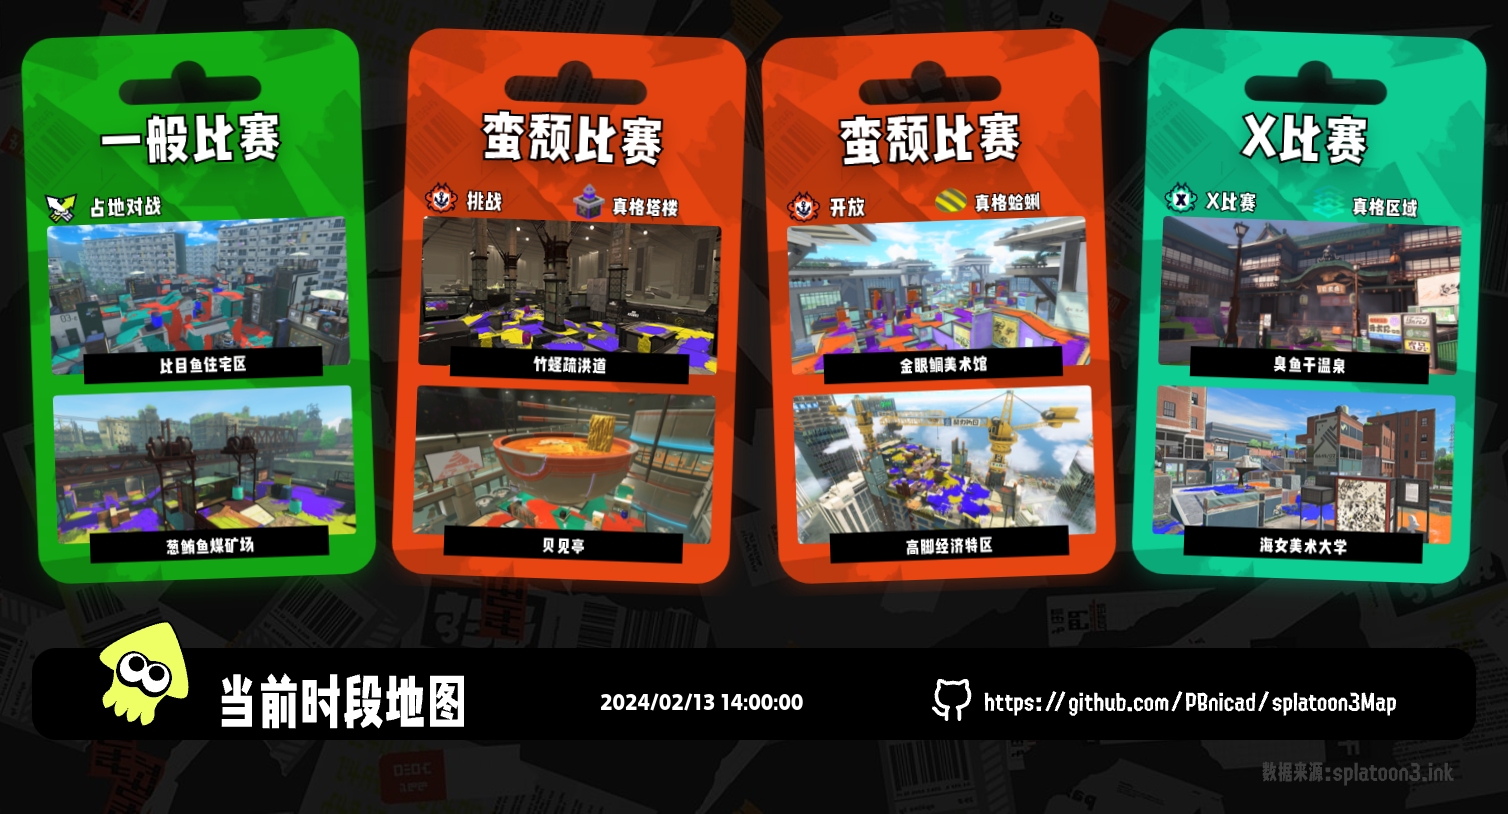 一般比赛
占地对战
比目鱼住宅区
葱鲔鱼煤矿场
蛮颓比赛
挑战
真格塔楼
竹蛏疏洪道
贝见亭
蛮颓比赛
开放
真格蛤蜊
金眼鲷美术馆
高脚经济特区
X比赛
X比赛
真格区域
臭鱼干温泉
海女美术大学
当前时段地图
2024/02/13 14:00:00
https://github.com/PBnicad/splatoon3Map
数据来源:splatoon3.ink